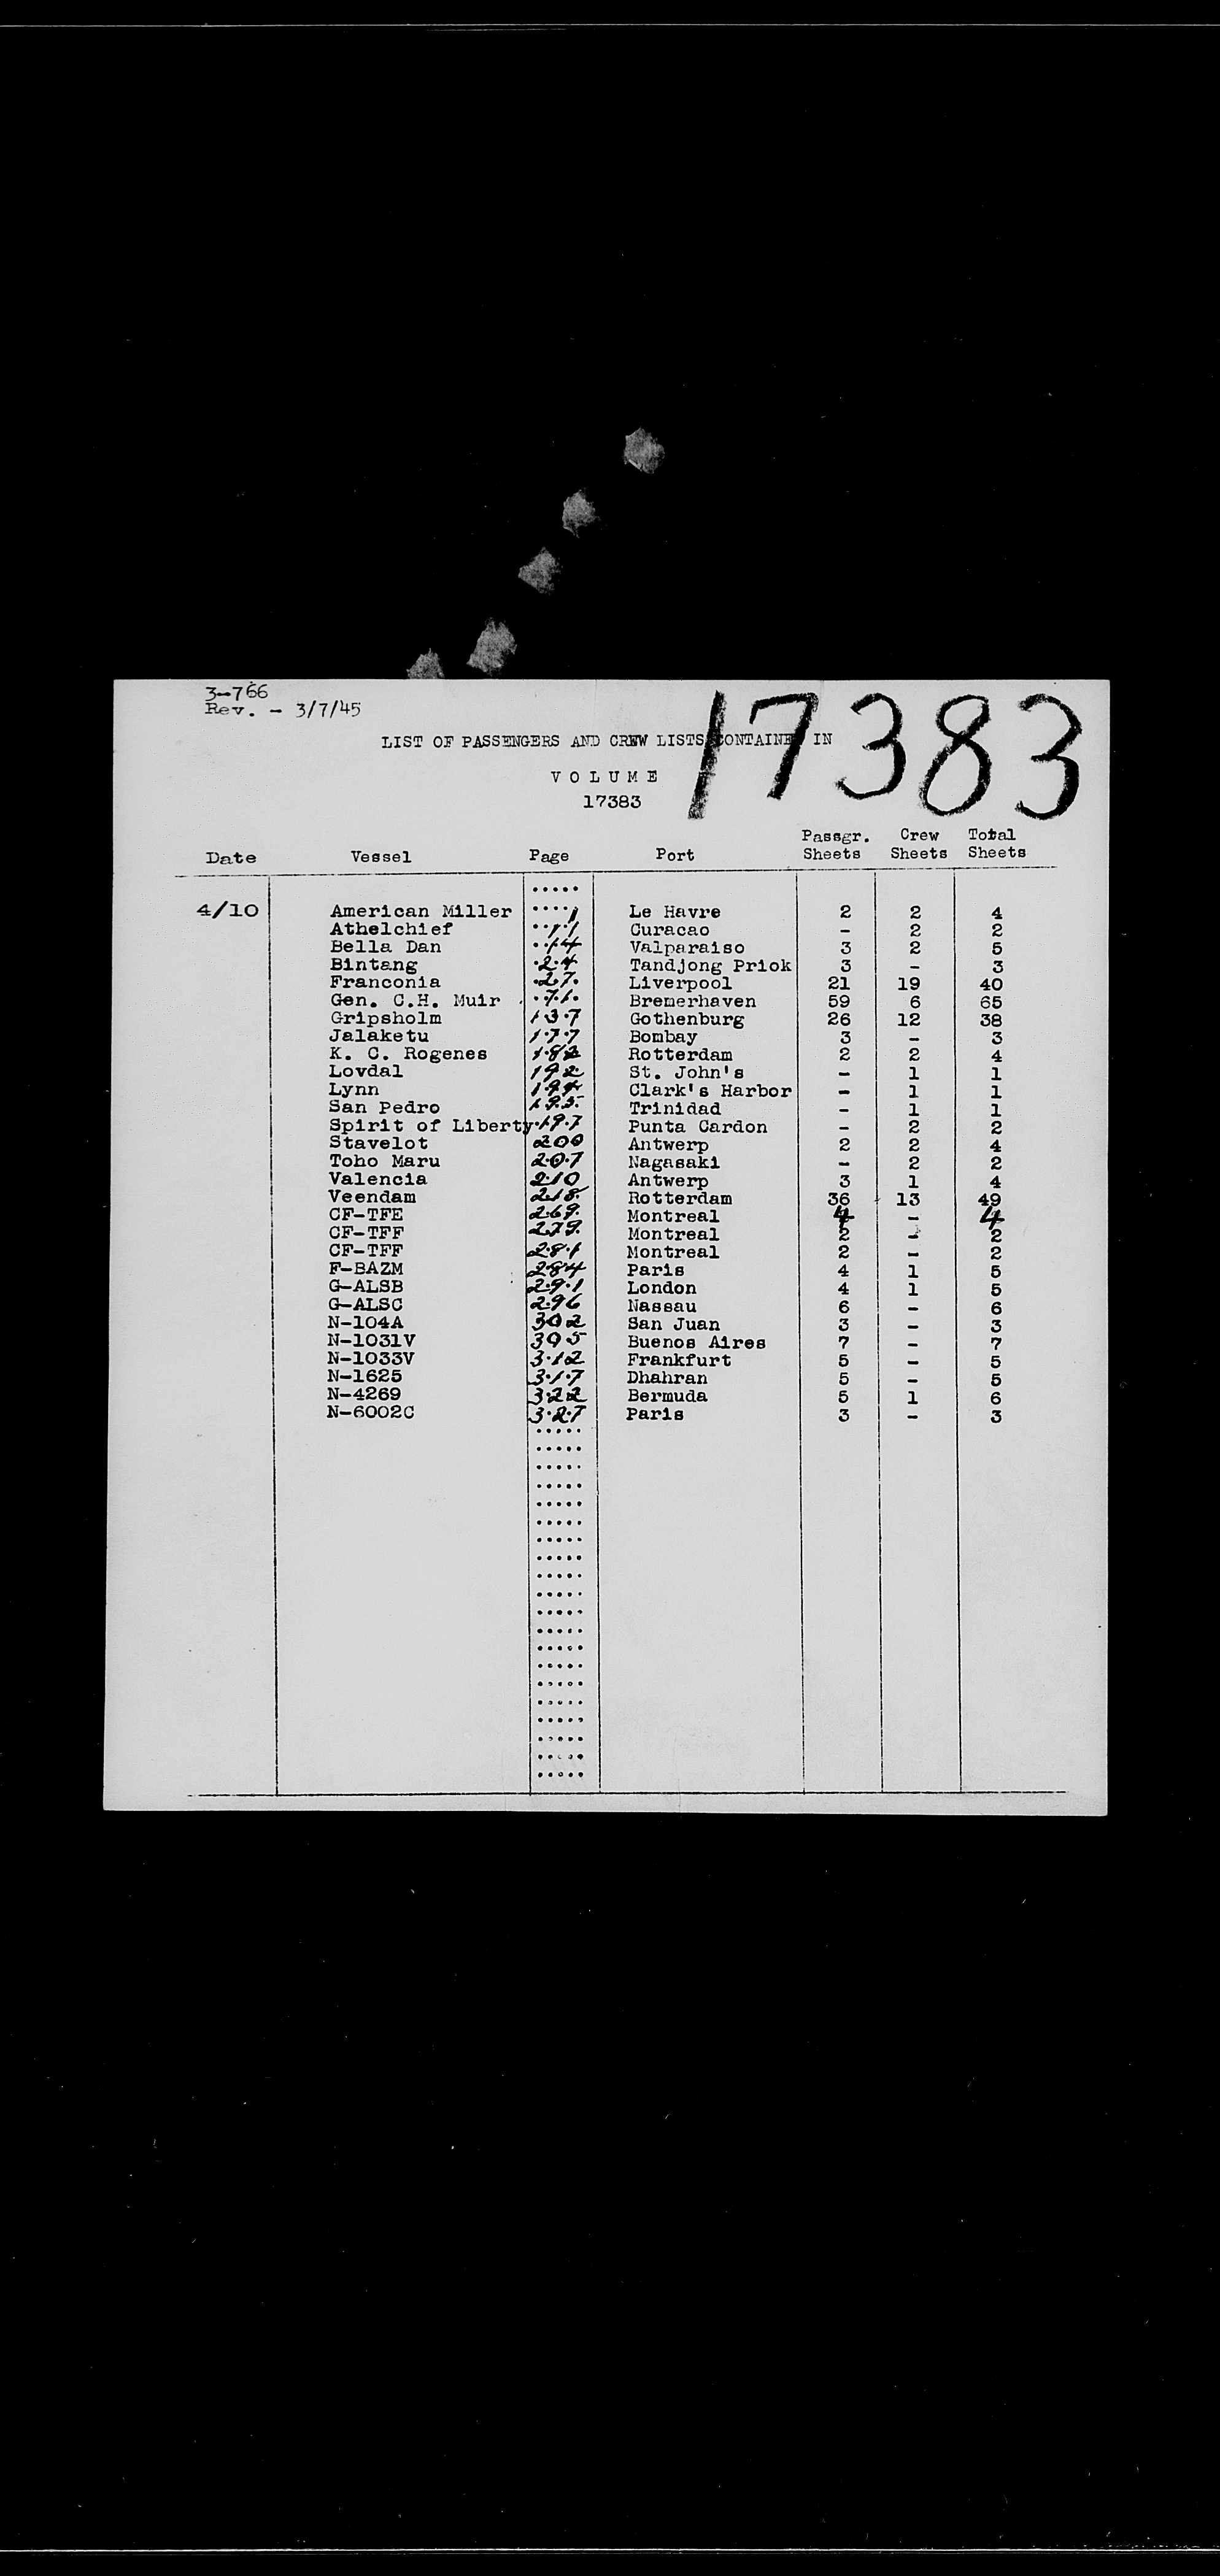 3-766
Rev. - 3/7/45
17383
LIST OF PASSENGERS AND CREW LISTS CONTAINED IN
VOLUME
17383
Date Vessel Page Port Passgr. Sheets Crew Sheets Total Sheets
4/10 American Miller 1 Le Havre 2 2 4
Athelchief 11 Curacao - 2 2
Bella Dan 14 Valparaiso 3 2 5
Bintang 24 Tandjong Priok 3 - 3
Franconia 27 Liverpool 21 19 40
Gen. C.H. Muir 71 Bremerhaven 59 6 65
Gripsholm 137 Gothenburg 26 12 38
Jalaketu 177 Bombay 3 - 3
K. C. Rogenes 182 Rotterdam 2 2 4
Lovdal 192 St. John's - 1 1
Lynn 194 Clark's Harbor - 1 1
San Pedro 195 Trinidad - 1 1
Spirit of Liberty 197 Punta Cardon - 2 2
Stavelot 200 Antwerp 2 2 4
Toho Maru 207 Nagasaki - 2 2
Valencia 210 Antwerp 3 1 4
Veendam 218 Rotterdam 36 13 49
CF-TFE 269 Montreal 4 - 4
CF-TFF 279 Montreal 2 - 2
CF-TFF 281 Montreal 2 - 2
F-BAZM 284 Paris 4 1 5
G-ALSB 291 London 4 1 5
G-ALSC 296 Nassau 6 - 6
N-104A 302 San Juan 3 - 3
N-1031V 305 Buenos Aires 7 - 7
N-1033V 312 Frankfurt 5 - 5
N-1625 317 Dhahran 5 - 5
N-4269 322 Bermuda 5 1 6
N-6002C 327 Paris 3 - 3